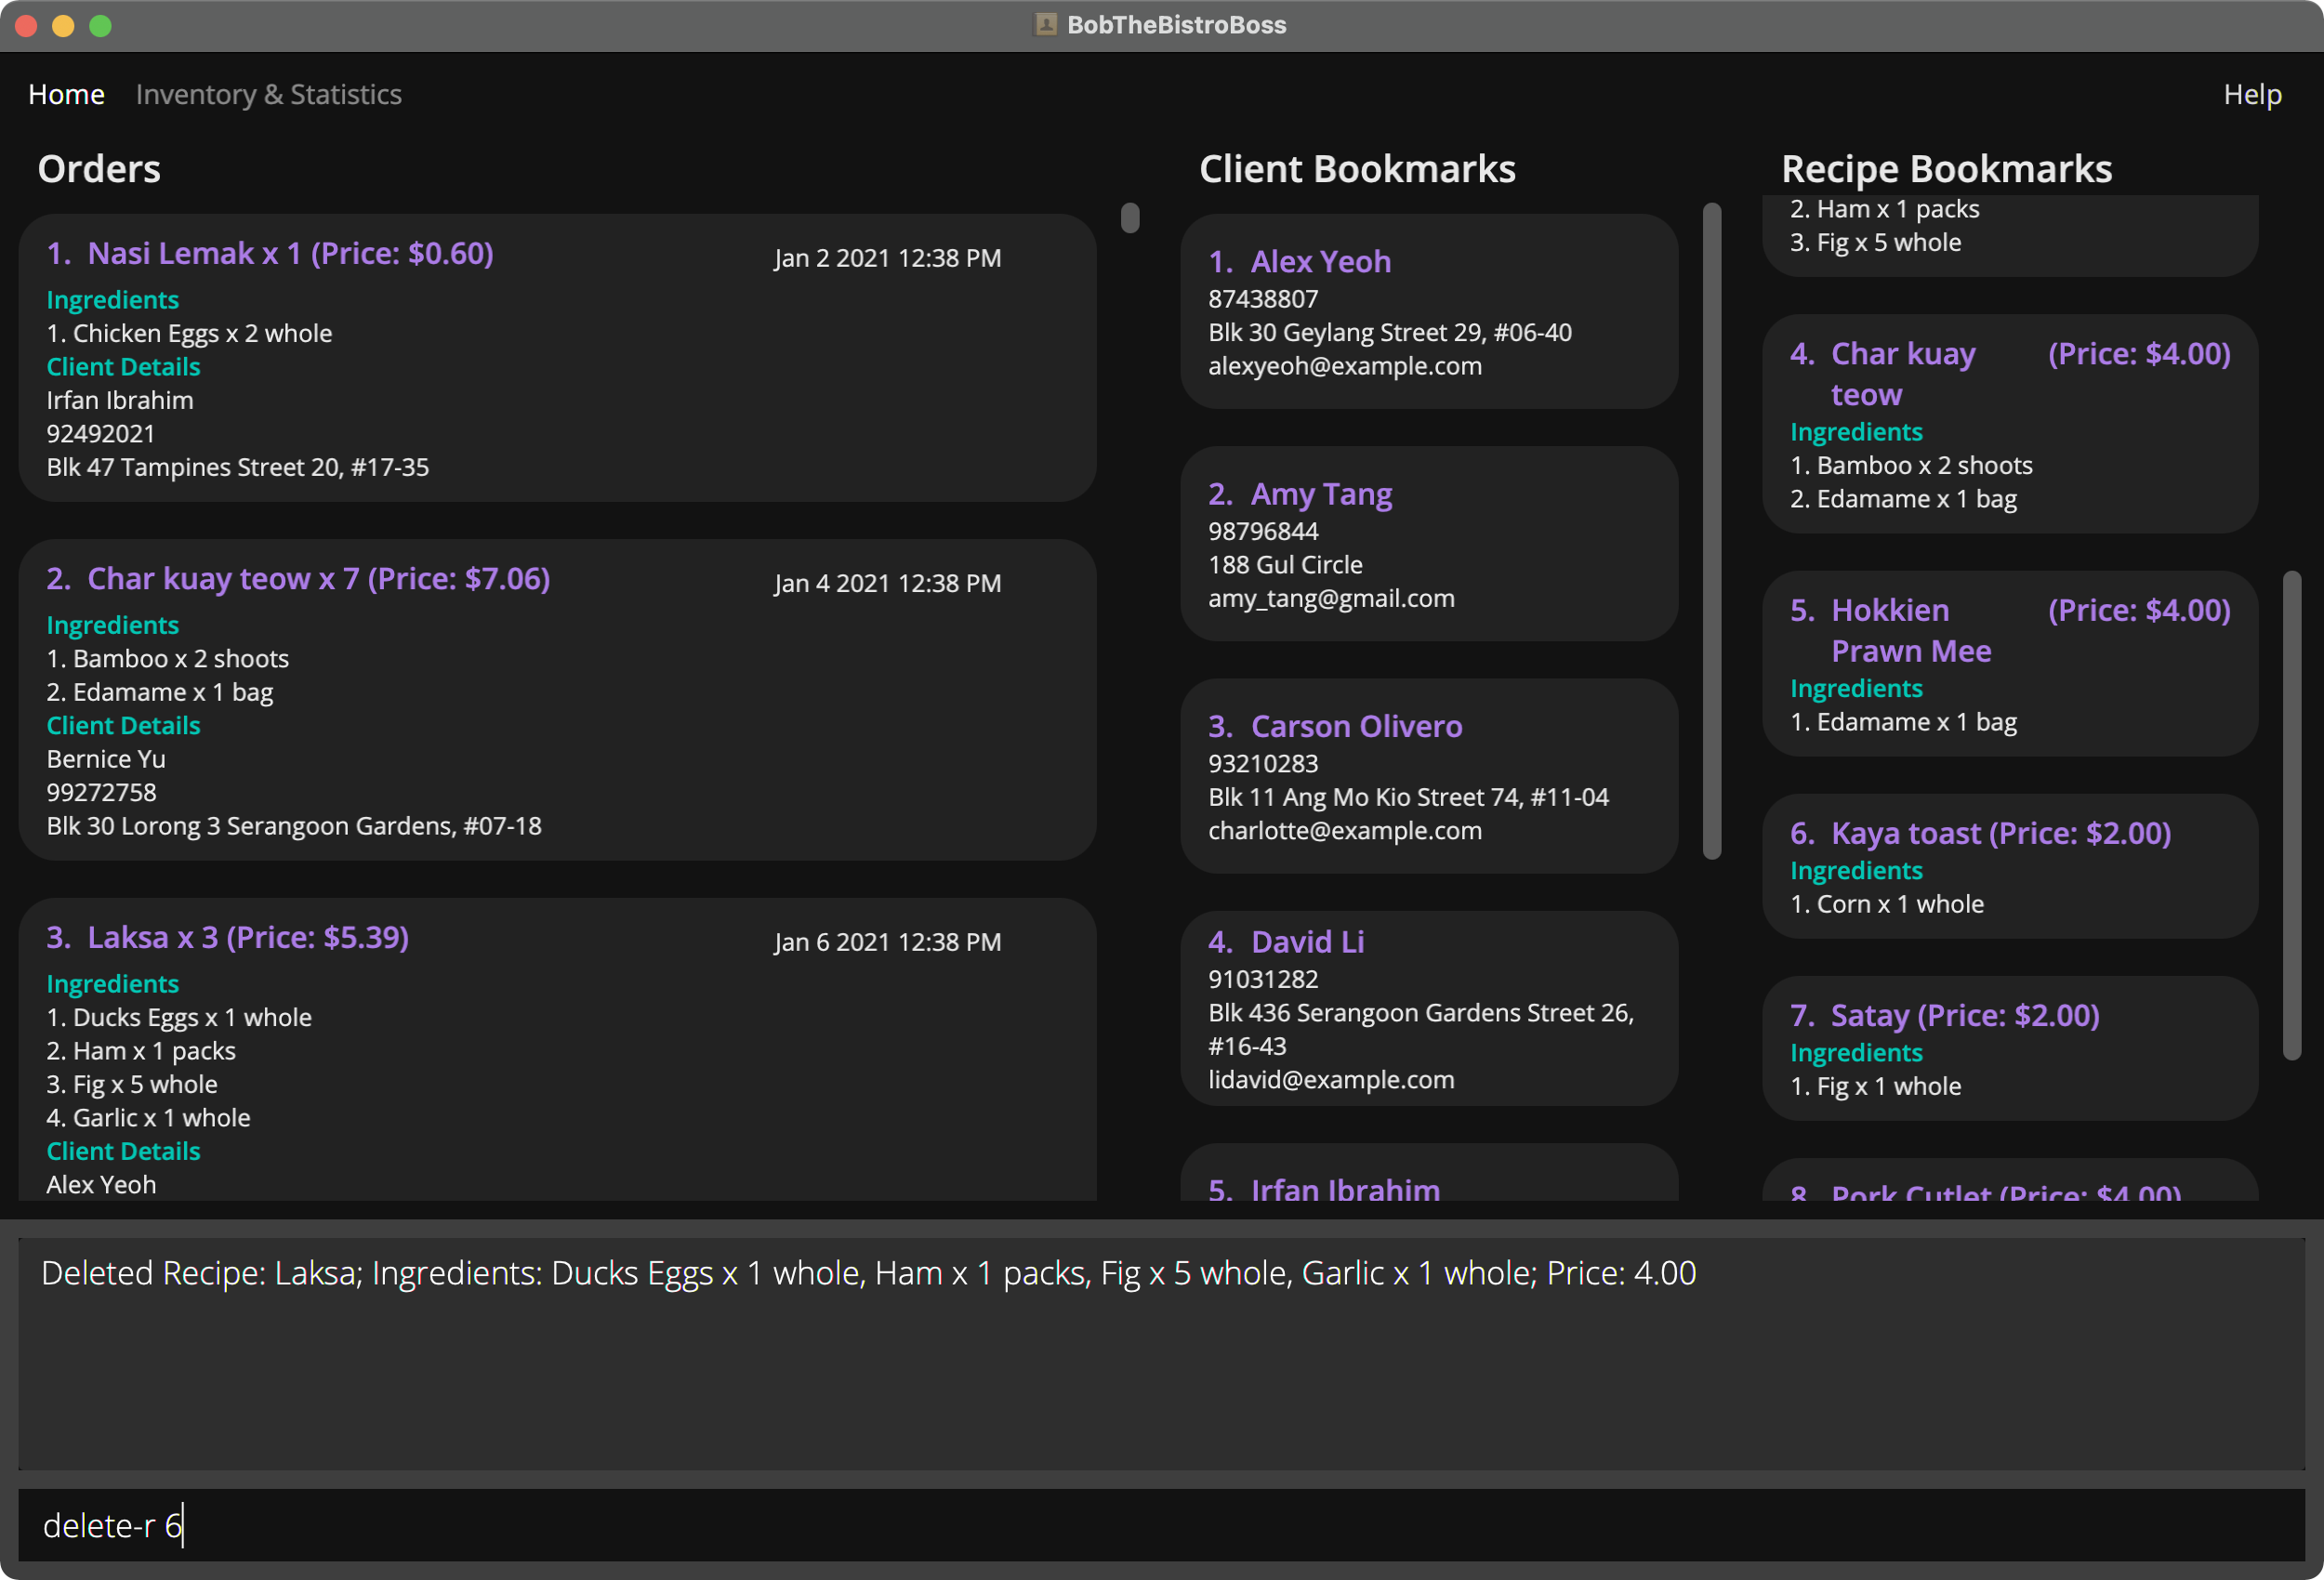 BobTheBistroBoss
Home Inventory & Statistics Help
Orders
1. Nasi Lemak x 1 (Price: $0.60) Jan 2 2021 12:38 PM
Ingredients
1. Chicken Eggs x 2 whole
Client Details
Irfan Ibrahim
92492021
Blk 47 Tampines Street 20, #17-35
2. Char kuay teow x 7 (Price: $7.06) Jan 4 2021 12:38 PM
Ingredients
1. Bamboo x 2 shoots
2. Edamame x 1 bag
Client Details
Bernice Yu
99272758
Blk 30 Lorong 3 Serangoon Gardens, #07-18
3. Laksa x 3 (Price: $5.39) Jan 6 2021 12:38 PM
Ingredients
1. Ducks Eggs x 1 whole
2. Ham x 1 packs
3. Fig x 5 whole
4. Garlic x 1 whole
Client Details
Alex Yeoh
Client Bookmarks
1. Alex Yeoh
87438807
Blk 30 Geylang Street 29, #06-40
alexyeoh@example.com
2. Amy Tang
98796844
188 Gul Circle
amy_tang@gmail.com
3. Carson Olivero
93210283
Blk 11 Ang Mo Kio Street 74, #11-04
charlotte@example.com
4. David Li
91031282
Blk 436 Serangoon Gardens Street 26,
#16-43
lidavid@example.com
5. Irfan Ibrahim
Recipe Bookmarks
2. Ham x 1 packs
3. Fig x 5 whole
4. Char kuay (Price: $4.00)
teow
Ingredients
1. Bamboo x 2 shoots
2. Edamame x 1 bag
5. Hokkien (Price: $4.00)
Prawn Mee
Ingredients
1. Edamame x 1 bag
6. Kaya toast (Price: $2.00)
Ingredients
1. Corn x 1 whole
7. Satay (Price: $2.00)
Ingredients
1. Fig x 1 whole
8. Pork Cutlet (Price: $4.00)
Deleted Recipe: Laksa; Ingredients: Ducks Eggs x 1 whole, Ham x 1 packs, Fig x 5 whole, Garlic x 1 whole; Price: 4.00
delete-r 6